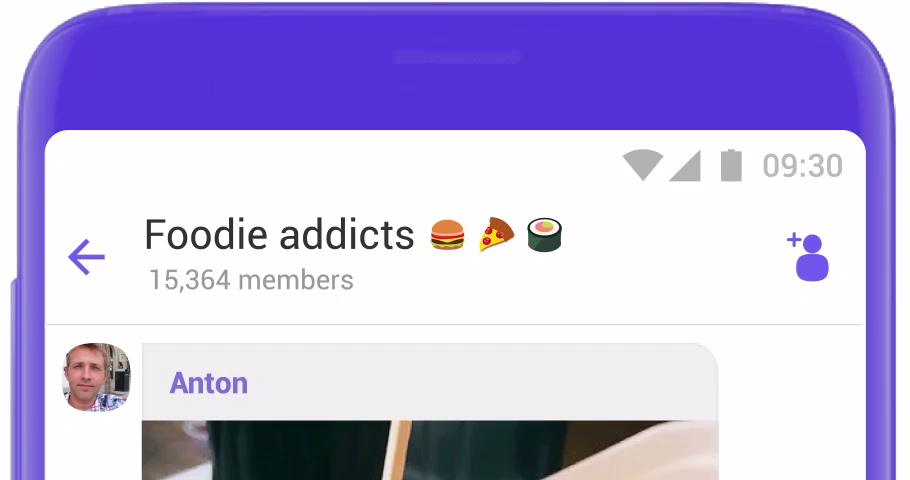 09:30
Foodie addicts 🍔 🍕 🍣
15,364 members
Anton